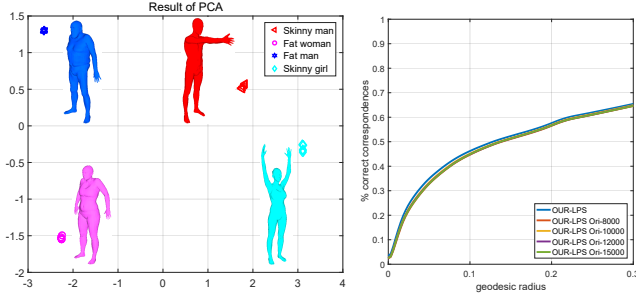 Result of PCA
1.5
1
0.5
0
-0.5
-1
-1.5
-2
-3 -2 -1 0 1 2 3 4
Skinny man
Fat woman
Fat man
Skinny girl
% correct correspondences
1
0.9
0.8
0.7
0.6
0.5
0.4
0.3
0.2
0.1
0
0 0.1 0.2 0.3
geodesic radius
OUR-LPS
OUR-LPS Ori-8000
OUR-LPS Ori-10000
OUR-LPS Ori-12000
OUR-LPS Ori-15000